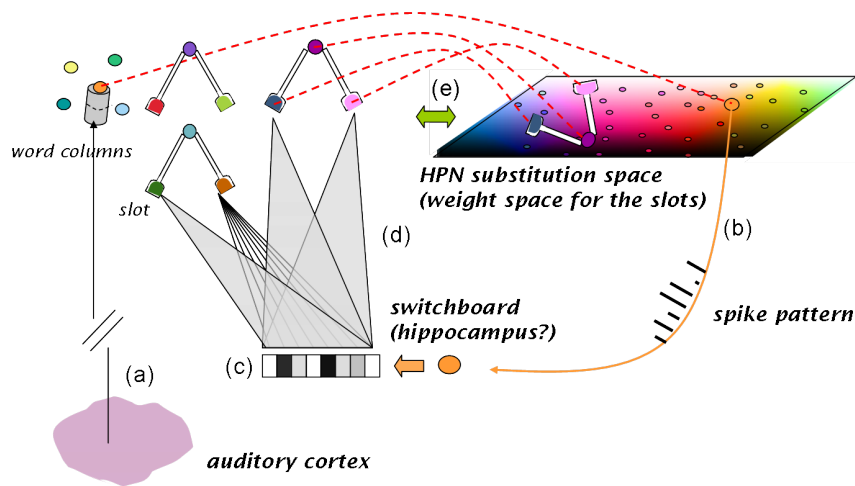 (e)
word columns
HPN substitution space
(weight space for the slots)
slot
(d)
(b)
switchboard
(hippocampus?)
spike pattern
(c)
(a)
auditory cortex